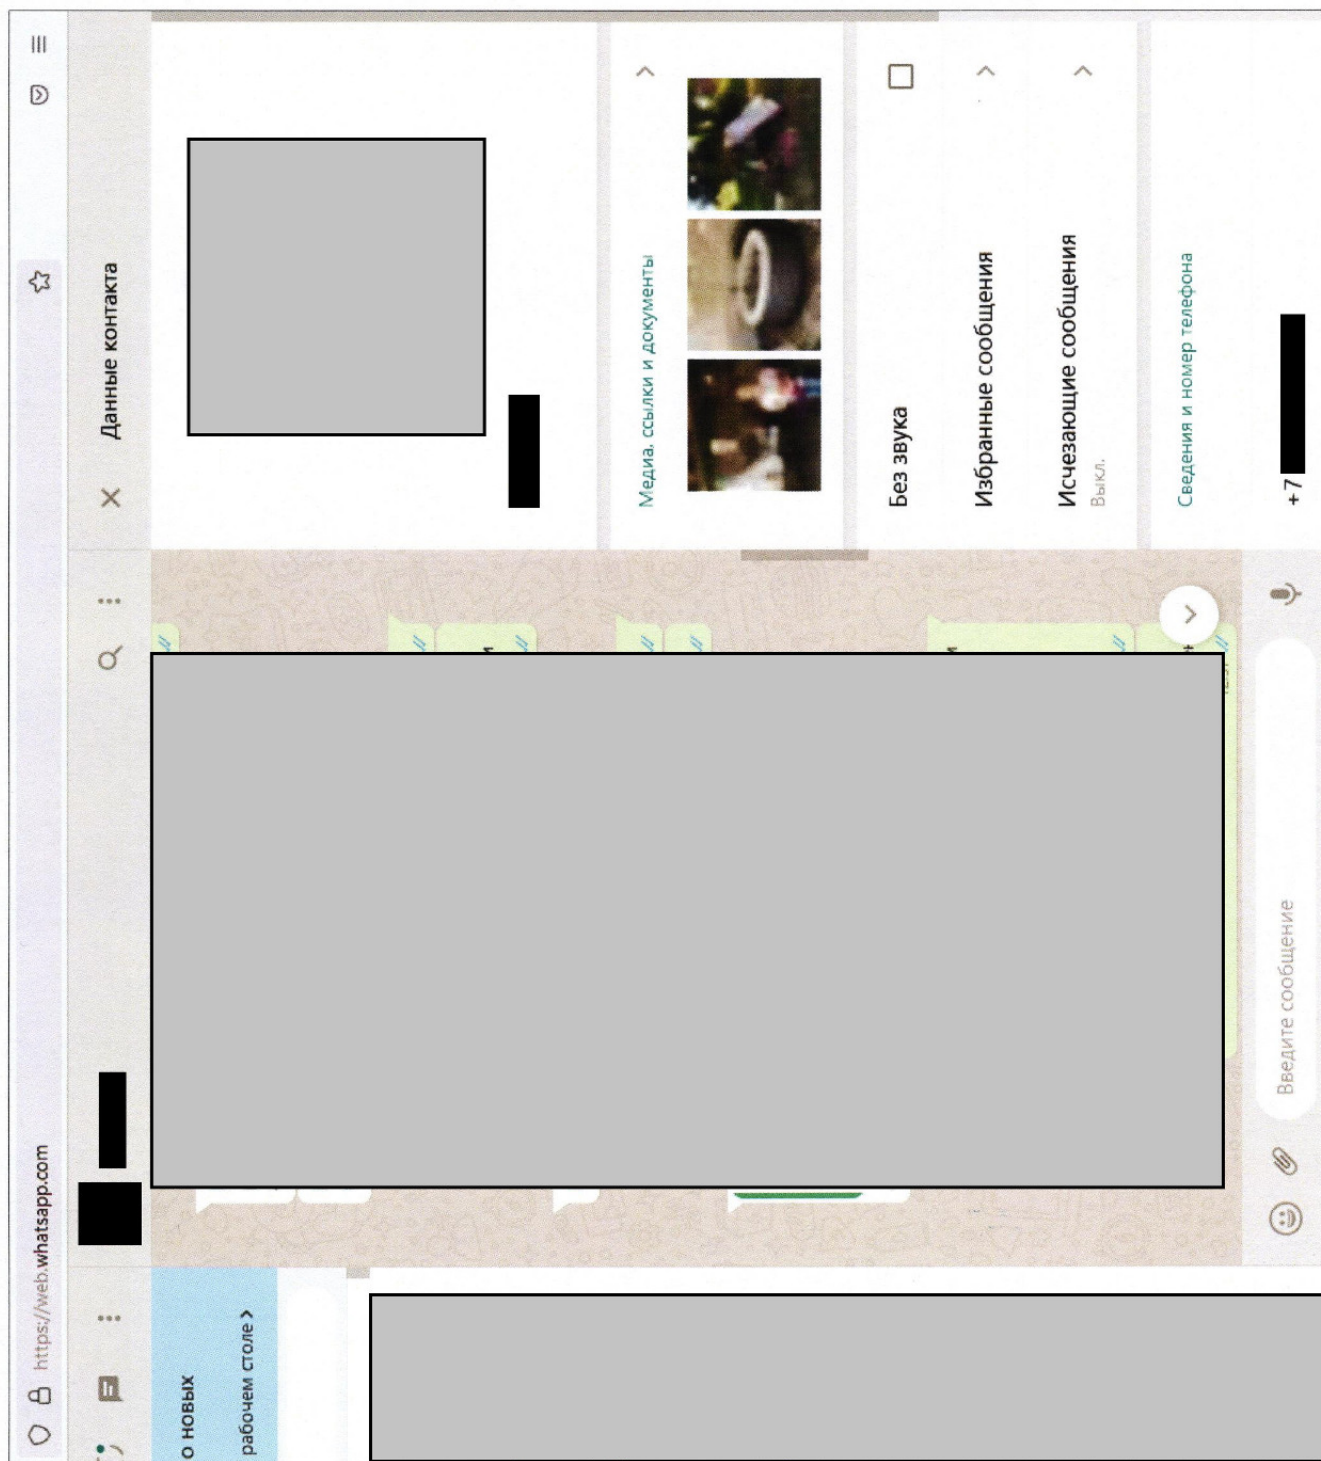 https://web.whatsapp.com
Данные контакта
О НОВЫХ
рабочем столе >
Медиа, ссылки и документы
Без звука
Избранные сообщения
Исчезающие сообщения
Выкл.
Сведения и номер телефона
+7
Введите сообщение